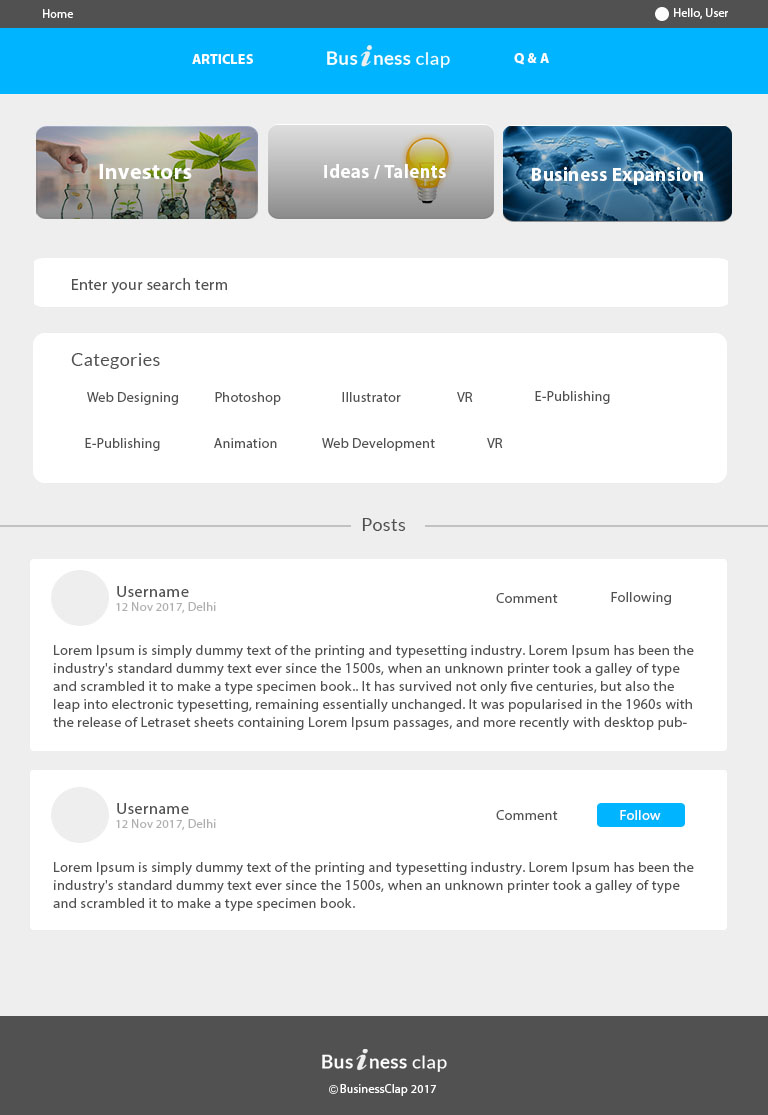 Home
Hello, User
ARTICLES
Business clap
Q & A
Investors
Ideas / Talents
Business Expansion
Enter your search term
Categories
Web Designing
Photoshop
Illustrator
VR
E-Publishing
E-Publishing
Animation
Web Development
VR
Posts
Username
12 Nov 2017, Delhi
Comment
Following
Lorem Ipsum is simply dummy text of the printing and typesetting industry. Lorem Ipsum has been the
industry's standard dummy text ever since the 1500s, when an unknown printer took a galley of type
and scrambled it to make a type specimen book.. It has survived not only five centuries, but also the
leap into electronic typesetting, remaining essentially unchanged. It was popularised in the 1960s with
the release of Letraset sheets containing Lorem Ipsum passages, and more recently with desktop pub-
Username
12 Nov 2017, Delhi
Comment
Follow
Lorem Ipsum is simply dummy text of the printing and typesetting industry. Lorem Ipsum has been the
industry's standard dummy text ever since the 1500s, when an unknown printer took a galley of type
and scrambled it to make a type specimen book.
Business clap
©BusinessClap 2017